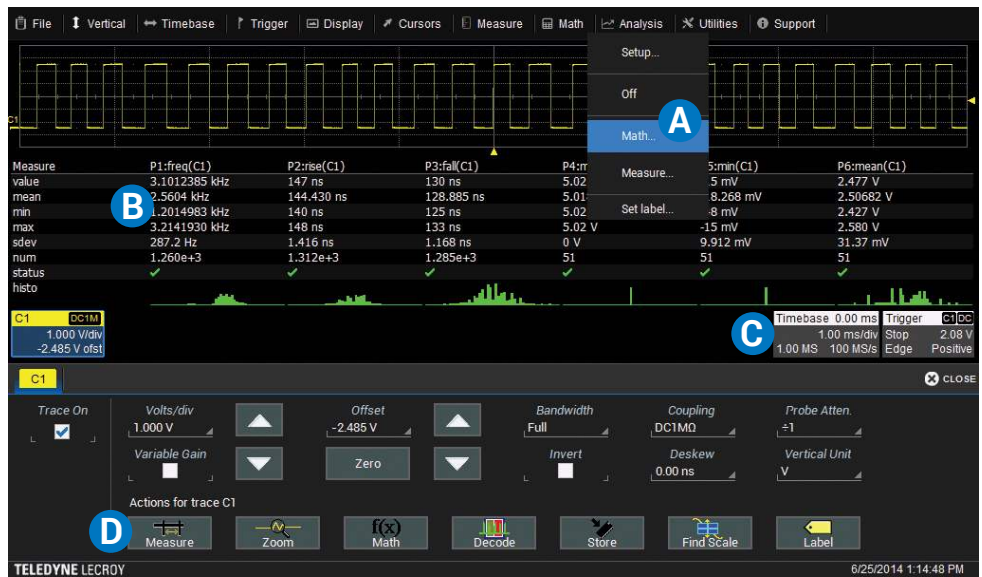 File Vertical Timebase Trigger Display Cursors Measure Math Analysis Utilities Support
Setup...
Off
Math...
A
Measure...
Set label...
C1
Measure P1:freq(C1) P2:rise(C1) P3:fall(C1) P4:m 5:min(C1) P6:mean(C1)
value 3.1012385 kHz 147 ns 130 ns 5.02 .5 mV 2.477 V
mean 2.5604 kHz 144.430 ns 128.885 ns 5.01 8.268 mV 2.50682 V
B
min 1.2014983 kHz 140 ns 125 ns 5.02 -8 mV 2.427 V
max 3.2141930 kHz 148 ns 133 ns 5.02 V -15 mV 2.580 V
sdev 287.2 Hz 1.416 ns 1.168 ns 0 V 9.912 mV 31.37 mV
num 1.260e+3 1.312e+3 1.285e+3 51 51 51
status
histo
C1 DC1M
1.000 V/div
-2.485 V ofst
C
Timebase 0.00 ms Trigger C1 DC
1.00 ms/div Stop 2.08 V
1.00 MS 100 MS/s Edge Positive
C1 CLOSE
Trace On Volts/div Offset Bandwidth Coupling Probe Atten.
1.000 V -2.485 V Full DC1MΩ ÷1
Variable Gain Zero Invert Deskew Vertical Unit
0.00 ns V
Actions for trace C1
D
Measure Zoom f(x) Math Decode Store Find Scale Label
TELEDYNE LECROY 6/25/2014 1:14:48 PM